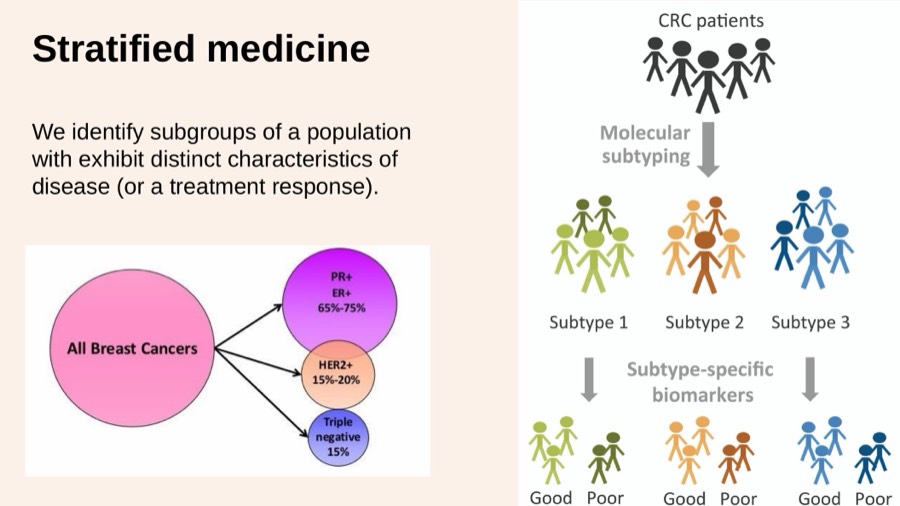 Stratified medicine
We identify subgroups of a population
with exhibit distinct characteristics of
disease (or a treatment response).
All Breast Cancers
PR+
ER+
65%-75%
HER2+
15%-20%
Triple
negative
15%
CRC patients
Molecular
subtyping
Subtype 1 Subtype 2 Subtype 3
Subtype-specific
biomarkers
Good Poor Good Poor Good Poor